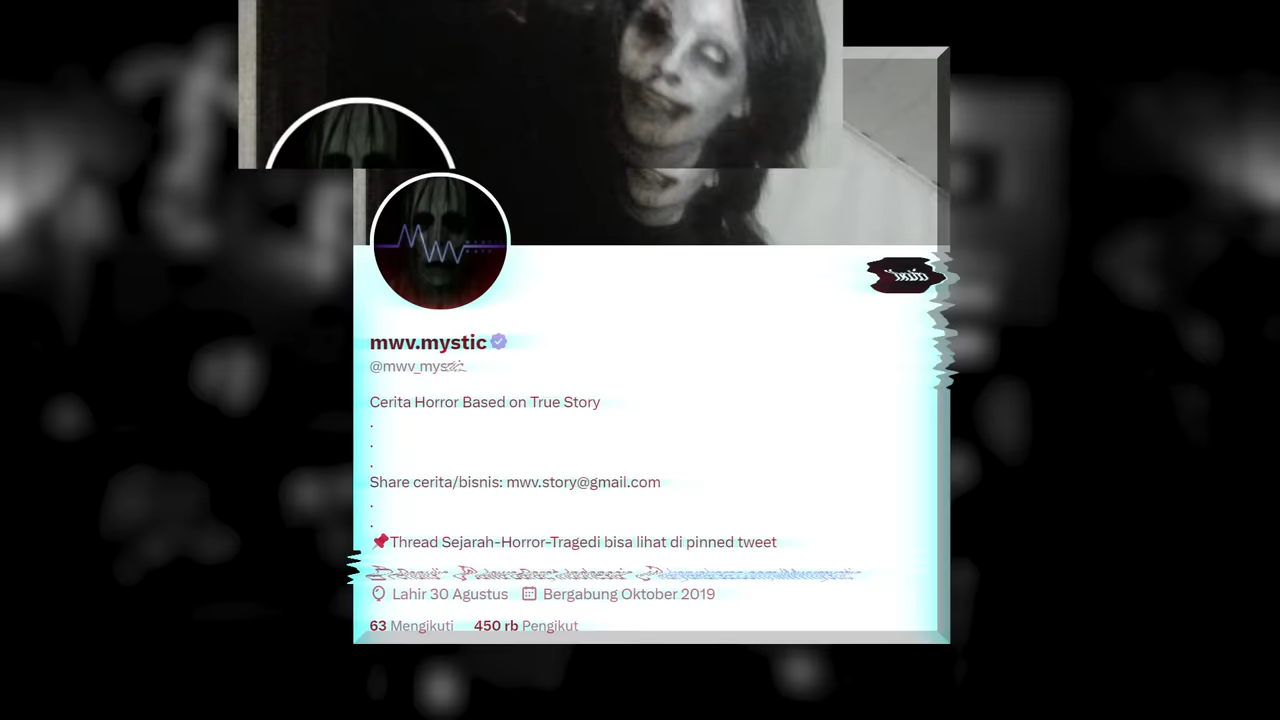 mwv.mystic
Cerita Horror Based on True Story
.
.
.
Share cerita/bisnis: mwv.story@gmail.com
.
.
📌Thread Sejarah-Horror-Tragedi bisa lihat di pinned tweet
Lahir 30 Agustus Bergabung Oktober 2019
63 Mengikuti 450 rb Pengikut